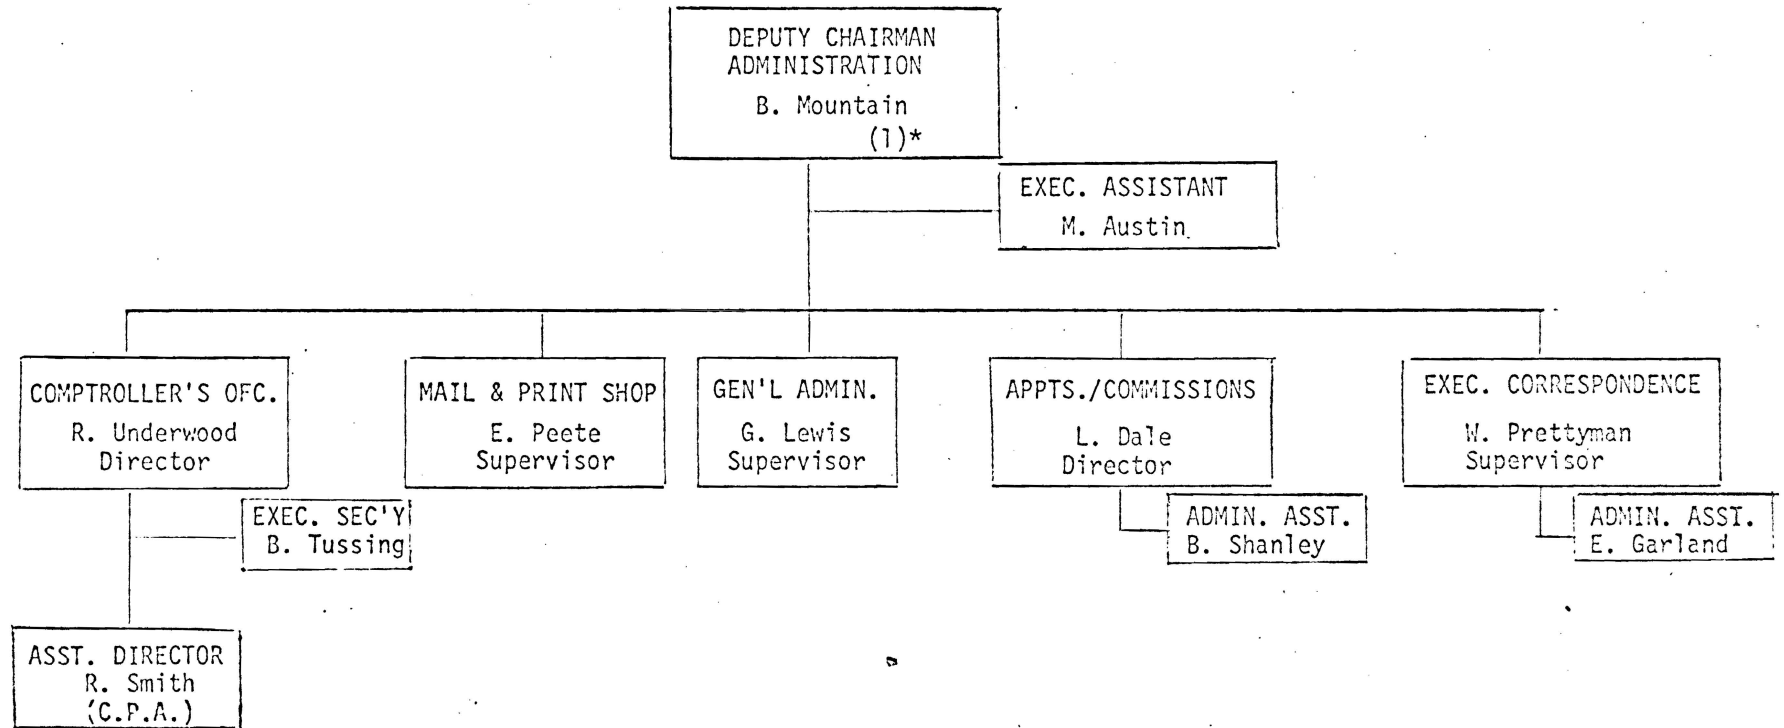 DEPUTY CHAIRMAN
ADMINISTRATION
B. Mountain
(1)*
EXEC. ASSISTANT
M. Austin
COMPTROLLER'S OFC.
R. Underwood
Director
MAIL & PRINT SHOP
E. Peete
Supervisor
GEN'L ADMIN.
G. Lewis
Supervisor
APPTS./COMMISSIONS
L. Dale
Director
EXEC. CORRESPONDENCE
W. Prettyman
Supervisor
EXEC. SEC'Y
B. Tussing
ADMIN. ASST.
B. Shanley
ADMIN. ASST.
E. Garland
ASST. DIRECTOR
R. Smith
(C.P.A.)